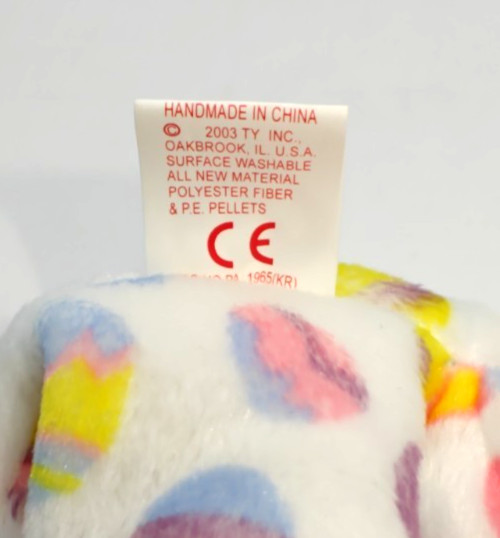 HANDMADE IN CHINA
© 2003 TY INC.,
OAKBROOK, IL. U.S.A.
SURFACE WASHABLE
ALL NEW MATERIAL
POLYESTER FIBER
& P.E. PELLETS
CE
PA. 1965(KR)